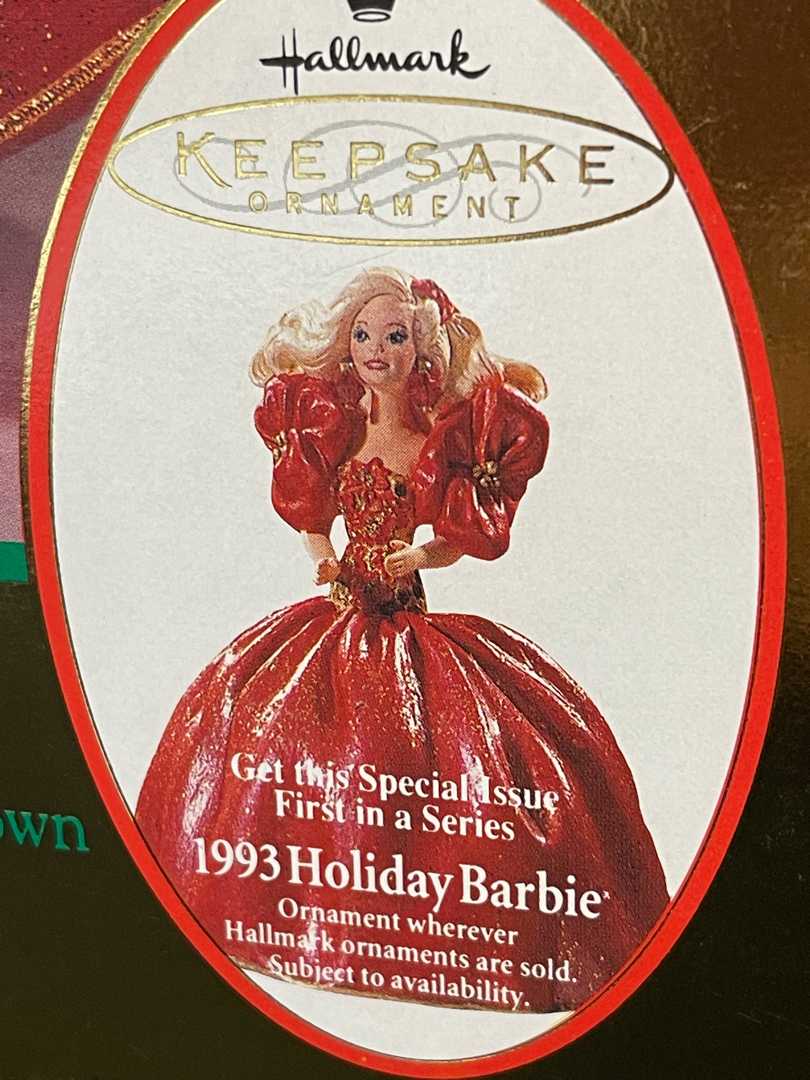 Hallmark
KEEPSAKE
ORNAMENT
Get this Special Issue
First in a Series
own
1993 Holiday Barbie
Ornament wherever
Hallmark ornaments are sold.
Subject to availability.